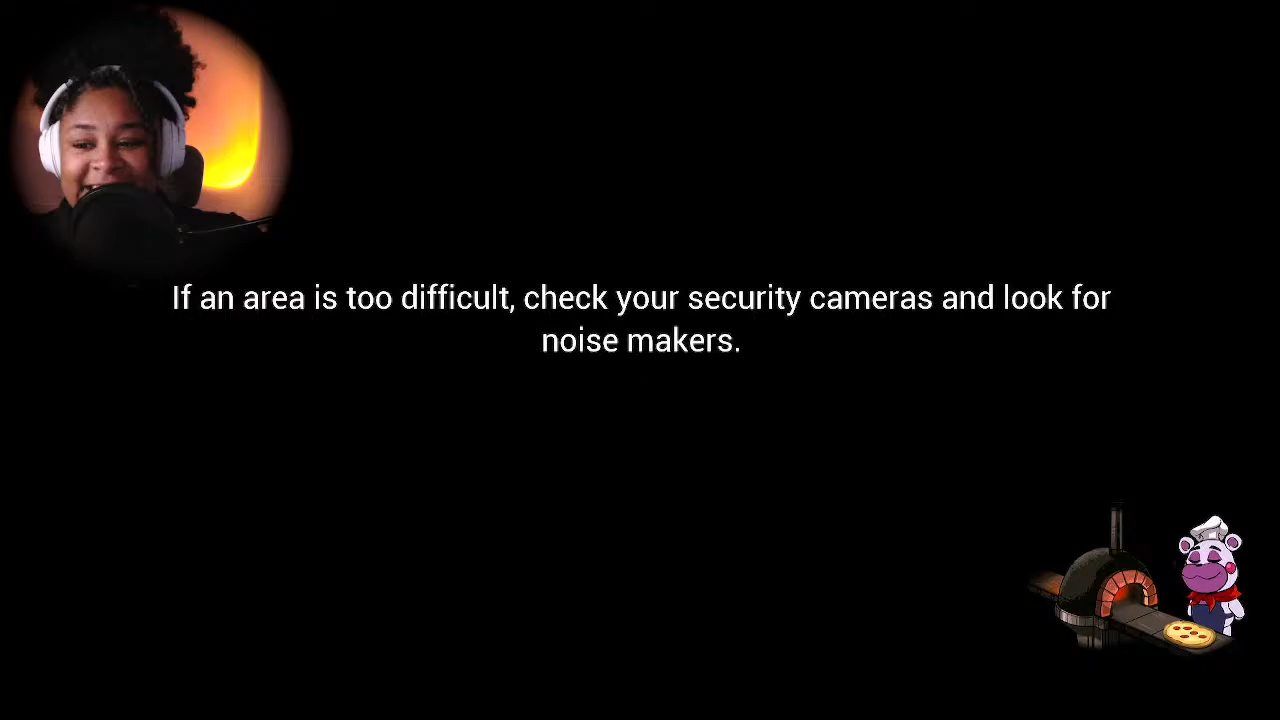 If an area is too difficult, check your security cameras and look for
noise makers.